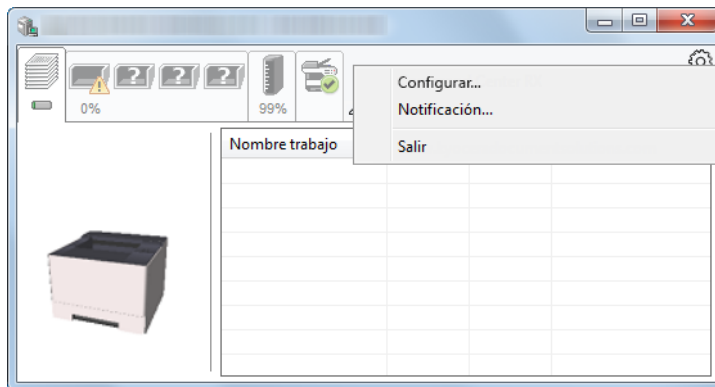 ? ? ?
0%
99%
Configurar...
Notificación...
Salir
Nombre trabajo